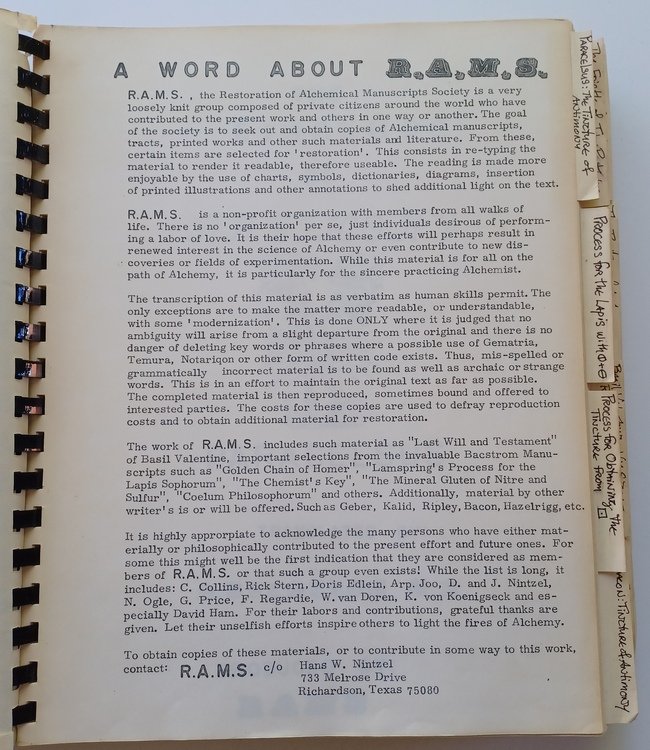 A WORD ABOUT R.A.M.S.
R.A.M.S. , the Restoration of Alchemical Manuscripts Society is a very
loosely knit group composed of private citizens around the world who have
contributed to the present work and others in one way or another. The goal
of the society is to seek out and obtain copies of Alchemical manuscripts,
tracts, printed works and other such materials and literature. From these,
certain items are selected for 'restoration'. This consists in re-typing the
material to render it readable, therefore useable. The reading is made more
enjoyable by the use of charts, symbols, dictionaries, diagrams, insertion
of printed illustrations and other annotations to shed additional light on the text.
R.A.M.S. is a non-profit organization with members from all walks of
life. There is no 'organization' per se, just individuals desirous of perform-
ing a labor of love. It is their hope that these efforts will perhaps result in
renewed interest in the science of Alchemy or even contribute to new dis-
coveries or fields of experimentation. While this material is for all on the
path of Alchemy, it is particularly for the sincere practicing Alchemist.
The transcription of this material is as verbatim as human skills permit. The
only exceptions are to make the matter more readable, or understandable,
with some 'modernization'. This is done ONLY where it is judged that no
ambiguity will arise from a slight departure from the original and there is no
danger of deleting key words or phrases where a possible use of Gematria,
Temura, Notariqon or other form of written code exists. Thus, mis-spelled or
grammatically incorrect material is to be found as well as archaic or strange
words. This is in an effort to maintain the original text as far as possible.
The completed material is then reproduced, sometimes bound and offered to
interested parties. The costs for these copies are used to defray reproduction
costs and to obtain additional material for restoration.
The work of R.A.M.S. includes such material as "Last Will and Testament"
of Basil Valentine, important selections from the invaluable Bacstrom Manu-
scripts such as "Golden Chain of Homer", "Lamspring's Process for the
Lapis Sophorum", "The Chemist's Key", "The Mineral Gluten of Nitre and
Sulfur", "Coelum Philosophorum" and others. Additionally, material by other
writer's is or will be offered. Such as Geber, Kalid, Ripley, Bacon, Hazelrigg, etc.
It is highly approrpiate to acknowledge the many persons who have either mat-
erially or philosophically contributed to the present effort and future ones. For
some this might well be the first indication that they are considered as mem-
bers of R.A.M.S. or that such a group even exists! While the list is long, it
includes: C. Collins, Rick Stern, Doris Edlein, Arp. Joo, D. and J. Nintzel,
N. Ogle, G. Price, F. Regardie, W. van Doren, K. von Koenigseck and es-
pecially David Ham. For their labors and contributions, grateful thanks are
given. Let their unselfish efforts inspire others to light the fires of Alchemy.
To obtain copies of these materials, or to contribute in some way to this work,
contact: R.A.M.S. c/o Hans W. Nintzel
733 Melrose Drive
Richardson, Texas 75080
Paracelsus: The Tincture of
Antimony
Process for the Lapis with
Process for Obtaining the
Tincture from
Tincture of Antimony